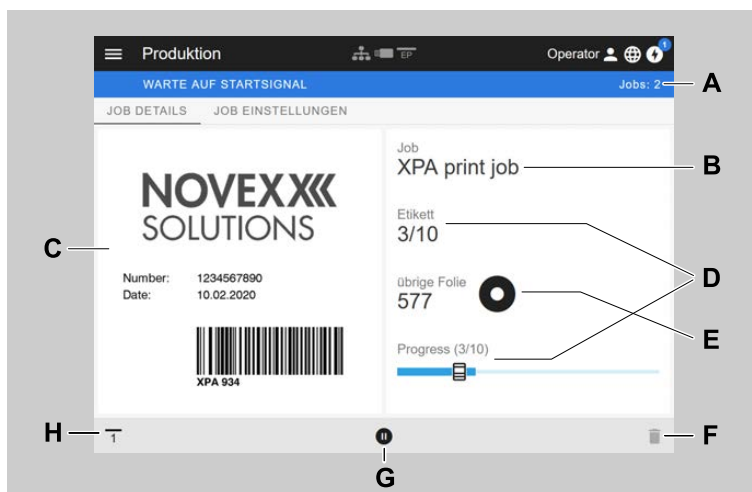 Produktion
EP
Operator
1
WARTE AUF STARTSIGNAL
Jobs: 2
A
JOB DETAILS
JOB EINSTELLUNGEN
Job
XPA print job
B
NOVEXX
SOLUTIONS
Etikett
3/10
C
Number: 1234567890
Date: 10.02.2020
D
übrige Folie
577
E
Progress (3/10)
XPA 934
H
1
F
G